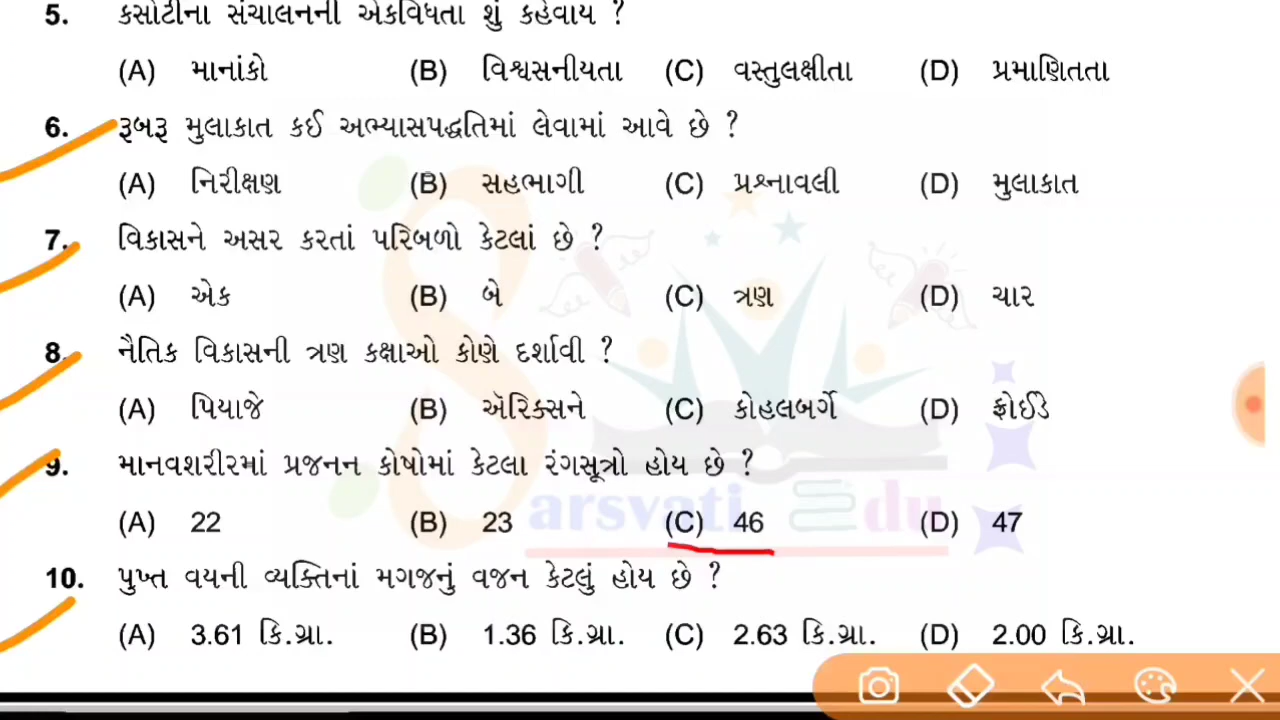 5. કસોટીના સંચાલનની એકવિધતા શું કહેવાય ?
(A) માનાંકો (B) વિશ્વસનીયતા (C) વસ્તુલક્ષીતા (D) પ્રમાણિતતા
6. રૂબરૂ મુલાકાત કઈ અભ્યાસપદ્ધતિમાં લેવામાં આવે છે ?
(A) નિરીક્ષણ (B) સહભાગી (C) પ્રશ્નાવલી (D) મુલાકાત
7. વિકાસને અસર કરતાં પરિબળો કેટલાં છે ?
(A) એક (B) બે (C) ત્રણ (D) ચાર
8. નૈતિક વિકાસની ત્રણ કક્ષાઓ કોણે દર્શાવી ?
(A) પિયાજે (B) ઍરિક્સને (C) કોહલબર્ગે (D) ફ્રોઈડે
9. માનવશરીરમાં પ્રજનન કોષોમાં કેટલા રંગસૂત્રો હોય છે ?
(A) 22 (B) 23 (C) 46 (D) 47
arsvati Edu
10. પુખ્ત વયની વ્યક્તિનાં મગજનું વજન કેટલું હોય છે ?
(A) 3.61 કિ.ગ્રા. (B) 1.36 કિ.ગ્રા. (C) 2.63 કિ.ગ્રા. (D) 2.00 કિ.ગ્રા.